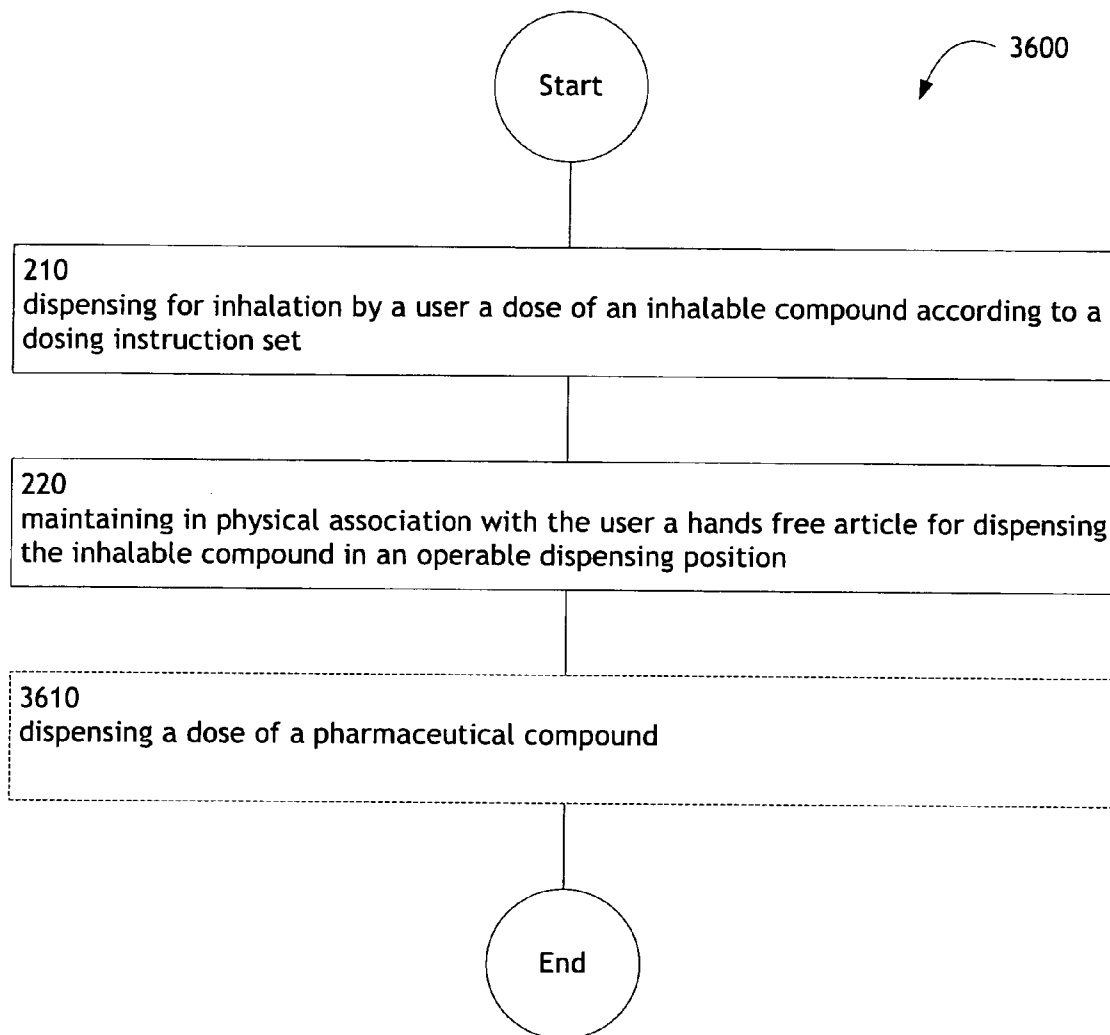 3600
Start
210
dispensing for inhalation by a user a dose of an inhalable compound according to a
dosing instruction set
220
maintaining in physical association with the user a hands free article for dispensing
the inhalable compound in an operable dispensing position
3610
dispensing a dose of a pharmaceutical compound
End